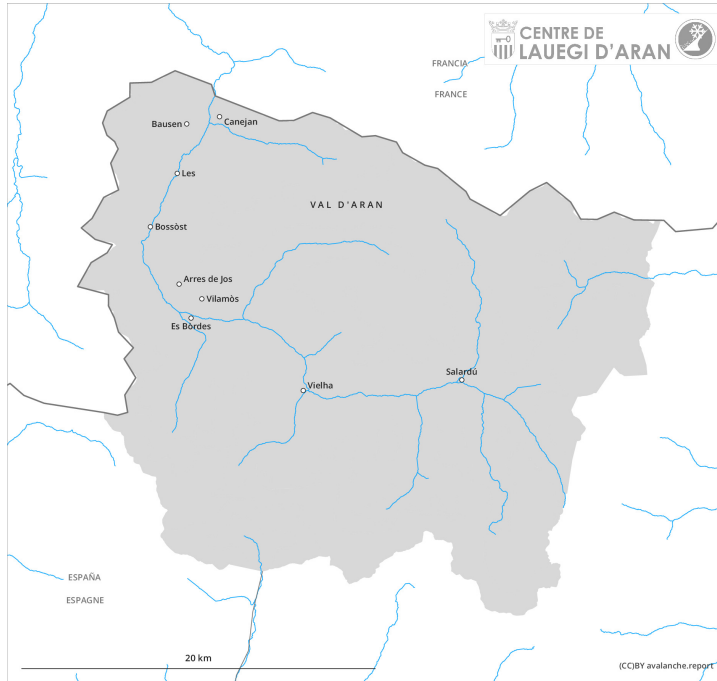 CENTRE DE
LAUEGI D'ARAN
FRANCIA
FRANCE
Bausen
Canejan
Les
VAL D'ARAN
Bossòst
Arres de Jos
Vilamòs
Es Bòrdes
Salardú
Vielha
ESPAÑA
ESPAGNE
20 km
(CC)BY avalanche.report